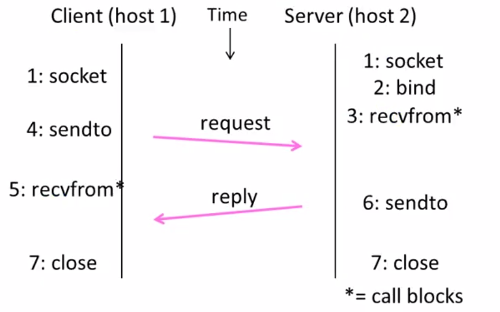 Client (host 1) Time Server (host 2)
1: socket
1: socket
2: bind
3: recvfrom*
4: sendto
request
5: recvfrom*
reply
6: sendto
7: close
7: close
*= call blocks